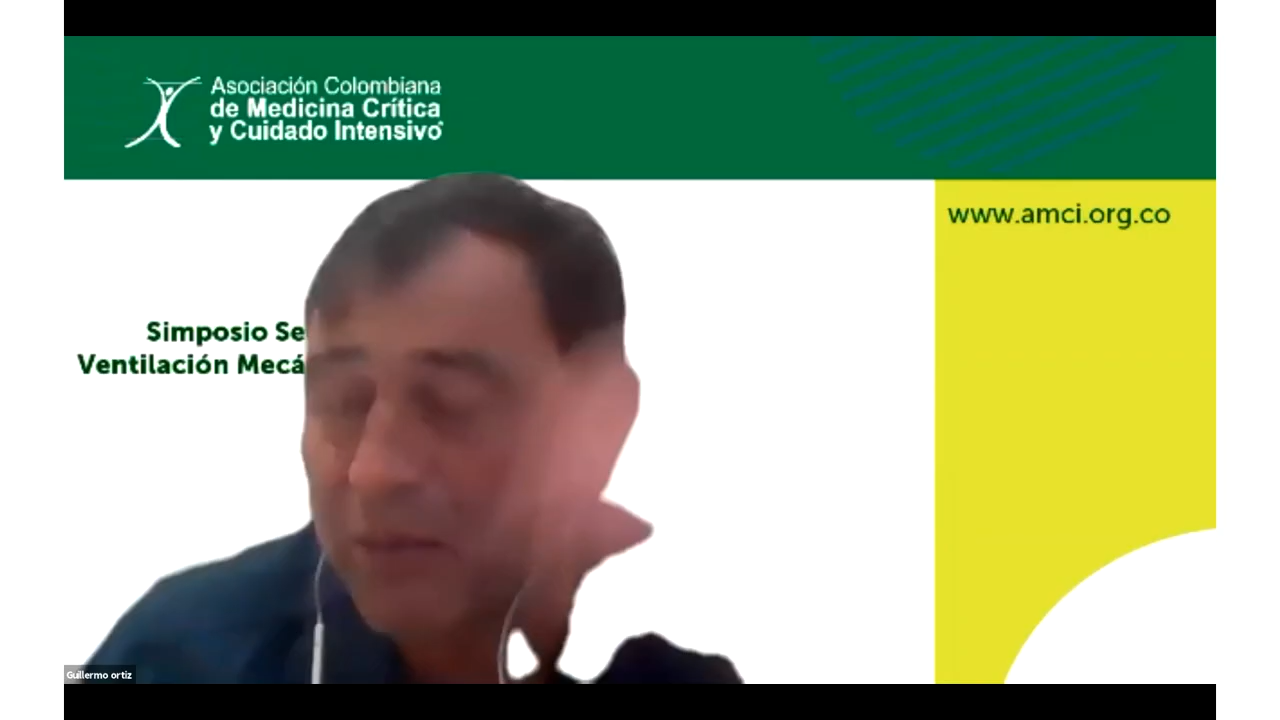 Asociación Colombiana
de Medicina Crítica
y Cuidado Intensivo
www.amci.org.co
Simposio Se
Ventilación Mecá
Guillermo ortiz